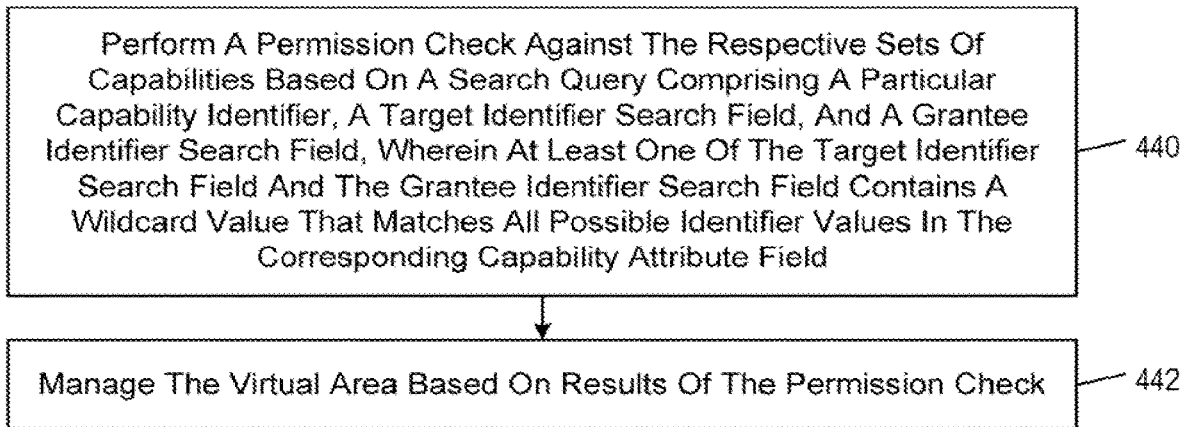 Perform A Permission Check Against The Respective Sets Of
Capabilities Based On A Search Query Comprising A Particular
Capability Identifier, A Target Identifier Search Field, And A Grantee
Identifier Search Field, Wherein At Least One Of The Target Identifier
Search Field And The Grantee Identifier Search Field Contains A
Wildcard Value That Matches All Possible Identifier Values In The
Corresponding Capability Attribute Field
440
Manage The Virtual Area Based On Results Of The Permission Check
442